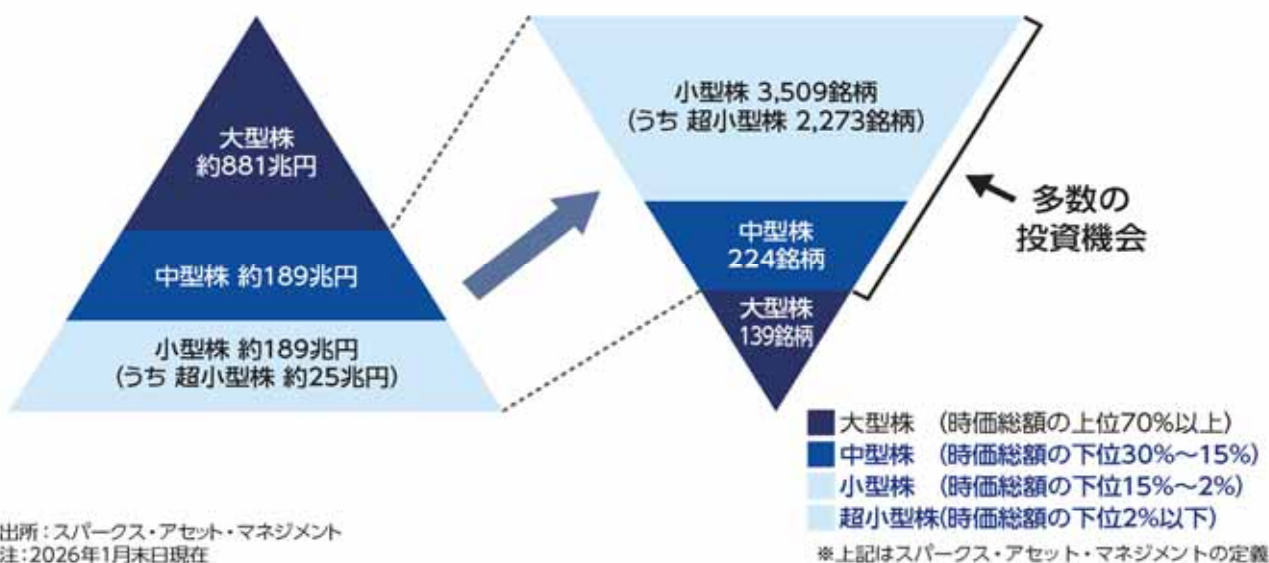 大型株
約881兆円
中型株 約189兆円
小型株 約189兆円
(うち 超小型株 約25兆円)
小型株 3,509銘柄
(うち 超小型株 2,273銘柄)
中型株
224銘柄
大型株
139銘柄
多数の
投資機会
大型株 (時価総額の上位70%以上)
中型株 (時価総額の下位30%～15%)
小型株 (時価総額の下位15%～2%)
超小型株(時価総額の下位2%以下)
※上記はスパークス・アセット・マネジメントの定義
出所：スパークス・アセット・マネジメント
注：2026年1月末日現在